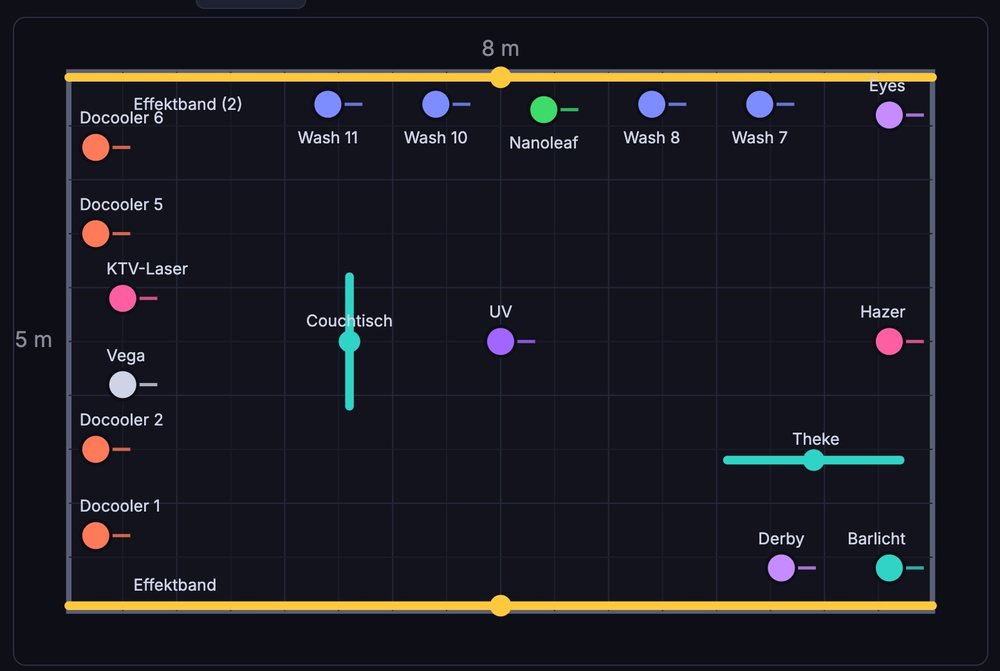 8 m
Eyes
Effektband (2)
Docooler 6
Wash 11
Wash 10
Nanoleaf
Wash 8
Wash 7
Docooler 5
KTV-Laser
Couchtisch
UV
Hazer
5 m
Vega
Docooler 2
Theke
Docooler 1
Derby
Barlicht
Effektband